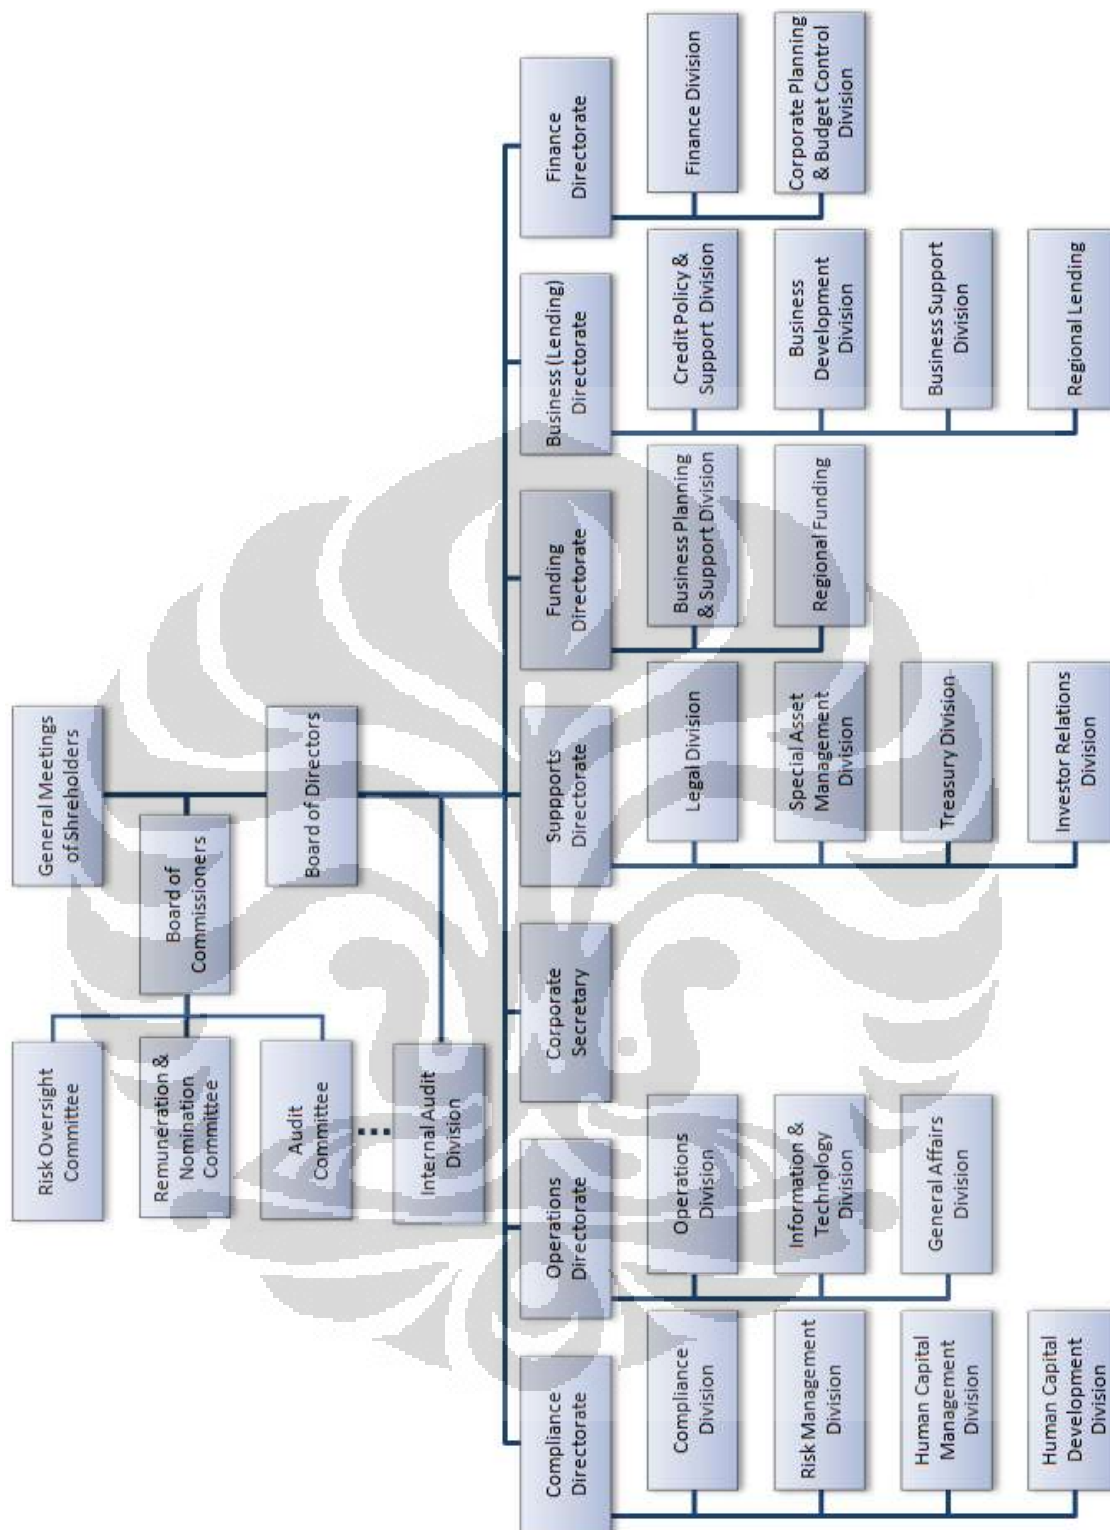 General Meetings
of Shreholders
Board of
Commissioners
Board of Directors
Risk Oversight
Committee
Remuneration &
Nomination
Committee
Audit
Committee
Internal Audit
Division
Compliance
Directorate
Compliance
Division
Risk Management
Division
Human Capital
Management
Division
Human Capital
Development
Division
Operations
Directorate
Operations
Division
Information &
Technology
Division
General Affairs
Division
Corporate
Secretary
Suppports
Directorate
Legal Division
Special Asset
Management
Division
Treasury Division
Investor Relations
Division
Funding
Directorate
Business Planning
& Support Division
Regional Funding
Business (Lending)
Directorate
Credit Policy &
Support Division
Business
Development
Division
Business Support
Division
Regional Lending
Finance
Directorate
Finance Division
Corporate Planning
& Budget Control
Division